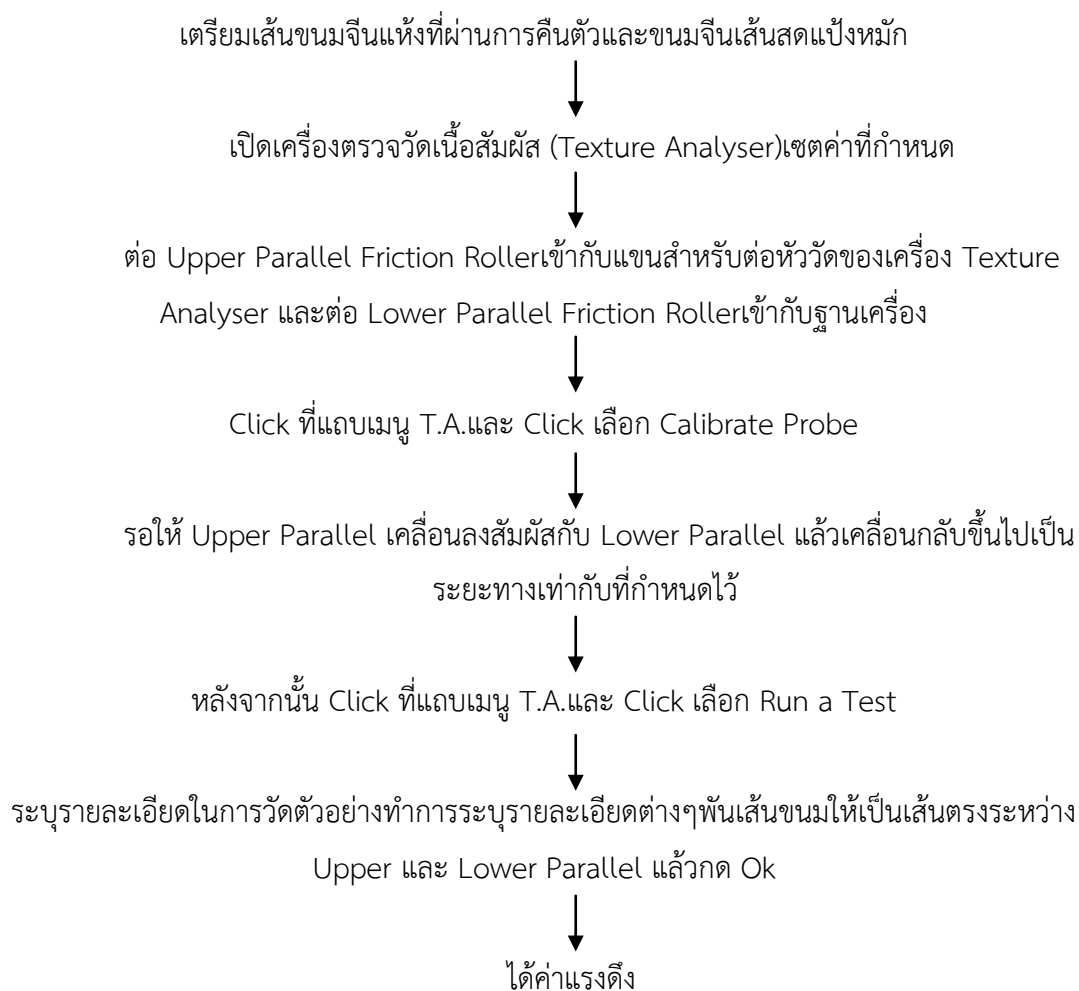 เตรียมเส้นขนมจีนแห้งที่ผ่านการคืนตัวและขนมจีนเส้นสดแป้งหมัก
เปิดเครื่องตรวจวัดเนื้อสัมผัส (Texture Analyser)เซตค่าที่กำหนด
ต่อ Upper Parallel Friction Rollerเข้ากับแขนสำหรับต่อหัววัดของเครื่อง Texture
Analyser และต่อ Lower Parallel Friction Rollerเข้ากับฐานเครื่อง
Click ที่แถบเมนู T.A.และ Click เลือก Calibrate Probe
รอให้ Upper Parallel เคลื่อนลงสัมผัสกับ Lower Parallel แล้วเคลื่อนกลับขึ้นไปเป็น
ระยะทางเท่ากับที่กำหนดไว้
หลังจากนั้น Click ที่แถบเมนู T.A.และ Click เลือก Run a Test
ระบุรายละเอียดในการวัดตัวอย่างทำการระบุรายละเอียดต่างๆพันเส้นขนมให้เป็นเส้นตรงระหว่าง
Upper และ Lower Parallel แล้วกด Ok
ได้ค่าแรงดึง